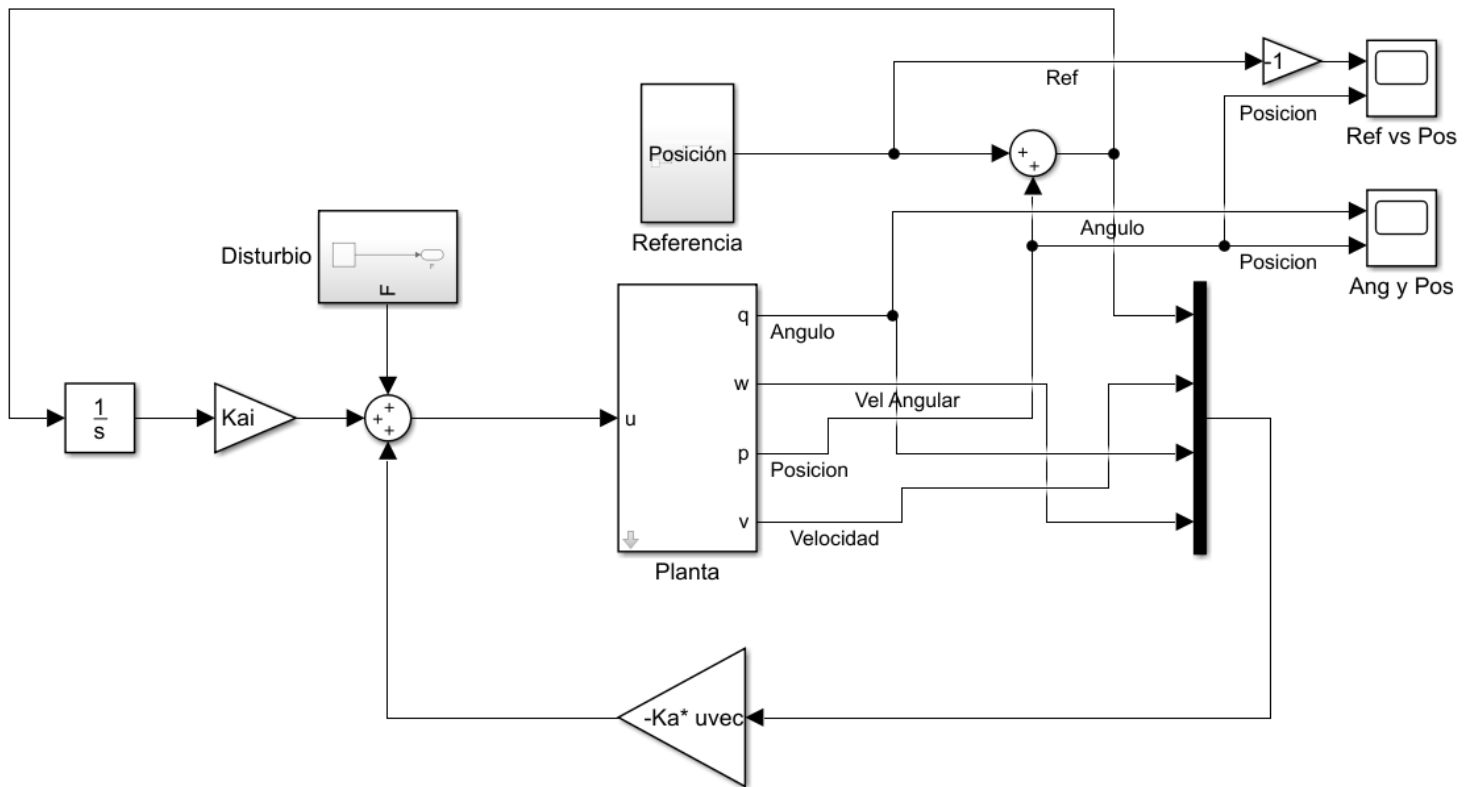 -1
Ref
Posicion
Ref vs Pos
Posición
+
+
Referencia
Angulo
Posicion
Ang y Pos
Disturbio
F
F
q
Angulo
w
Vel Angular
1
s
Kai
+
+
+
u
p
Posicion
v
Velocidad
Planta
-Ka* uvec